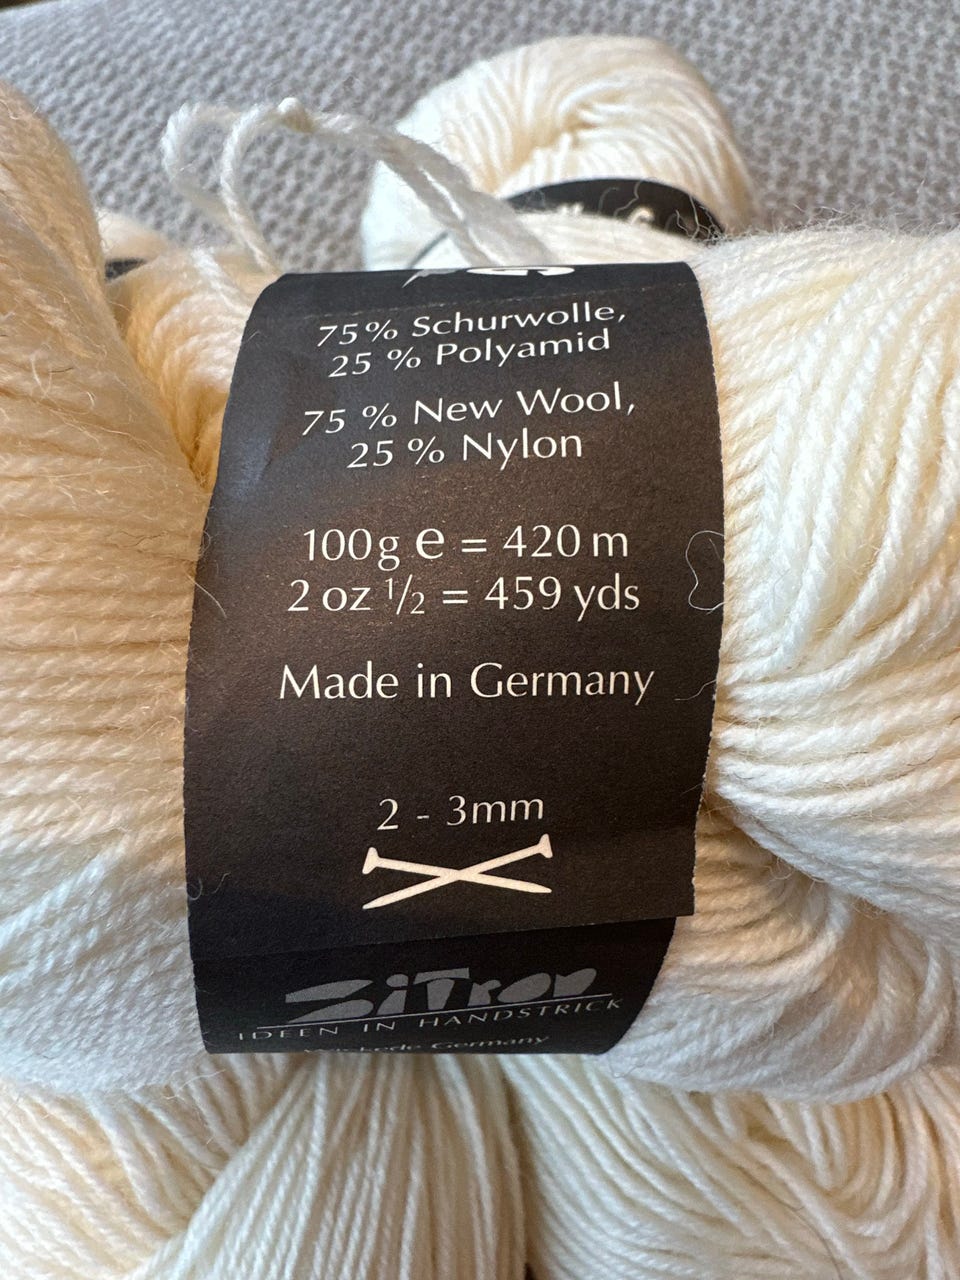 75% Schurwolle,
25 % Polyamid
75 % New Wool,
25 % Nylon
100g e = 420 m
2 oz 1/2 = 459 yds
Made in Germany
2 - 3mm
ZiTron
IDEEN IN HANDSTRICK
Germany